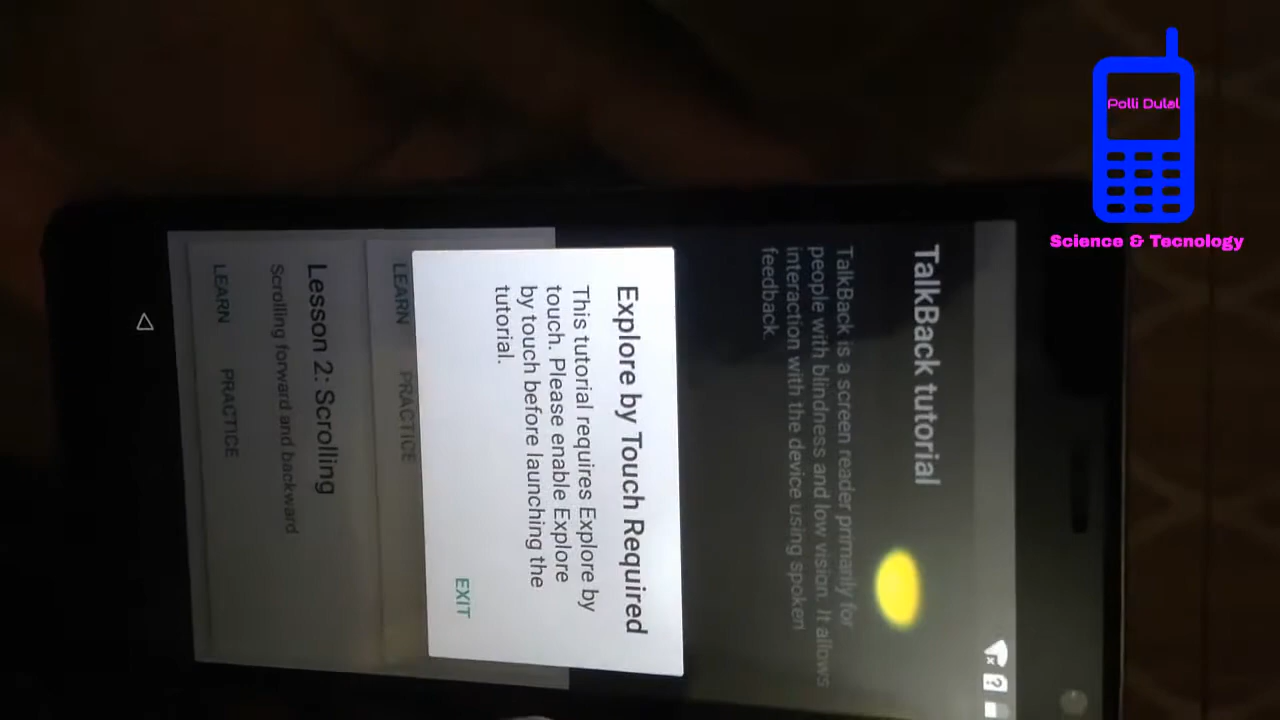 Polli Dulal
Science & Tecnology
TalkBack tutorial
TalkBack is a screen reader primarily for
people with blindness and low vision. It allows
interaction with the device using spoken
feedback.
Explore by Touch Required
This tutorial requires Explore by
touch. Please enable Explore
by touch before launching the
tutorial.
EXIT
LEARN PRACTICE
Lesson 2: Scrolling
Scrolling forward and backward
LEARN PRACTICE